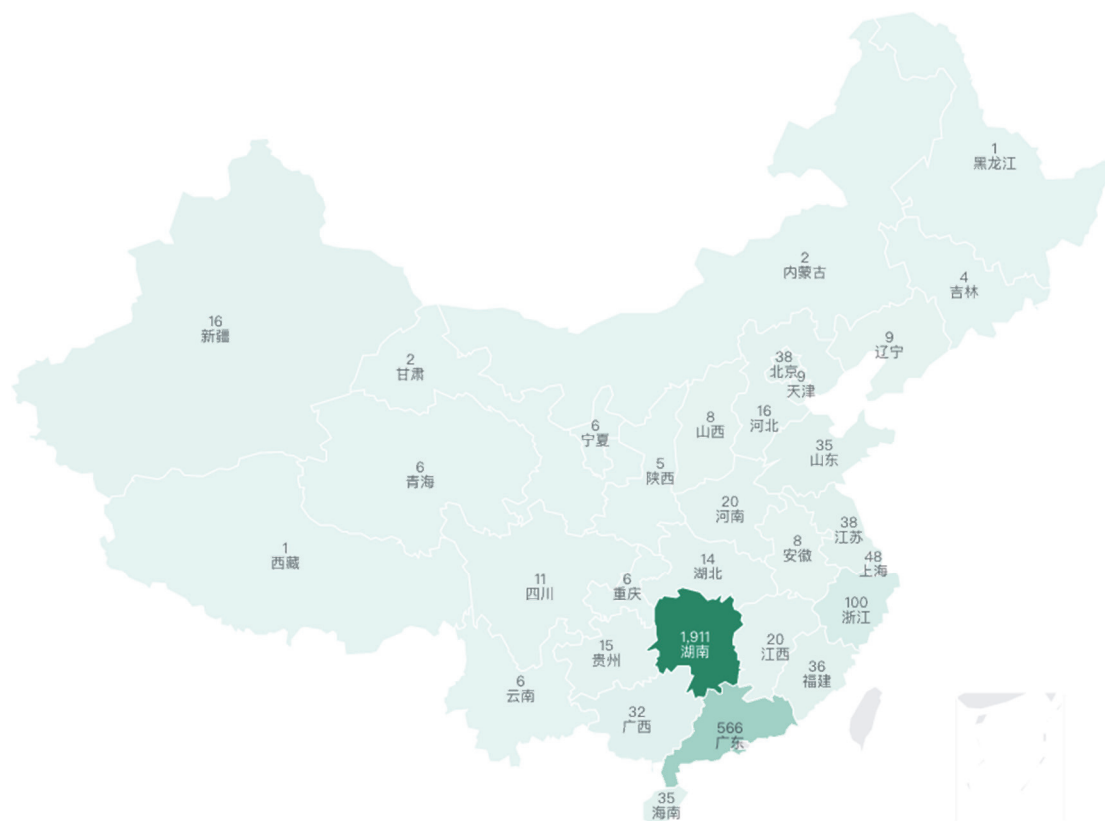 1
黑龙江
2
内蒙古
4
吉林
16
新疆
9
辽宁
2
甘肃
38
北京
9
天津
16
河北
8
山西
6
宁夏
35
山东
5
陕西
6
青海
20
河南
38
江苏
8
安徽
48
上海
1
西藏
14
湖北
11
四川
6
重庆
100
浙江
1,911
湖南
20
江西
15
贵州
36
福建
6
云南
32
广西
566
广东
35
海南